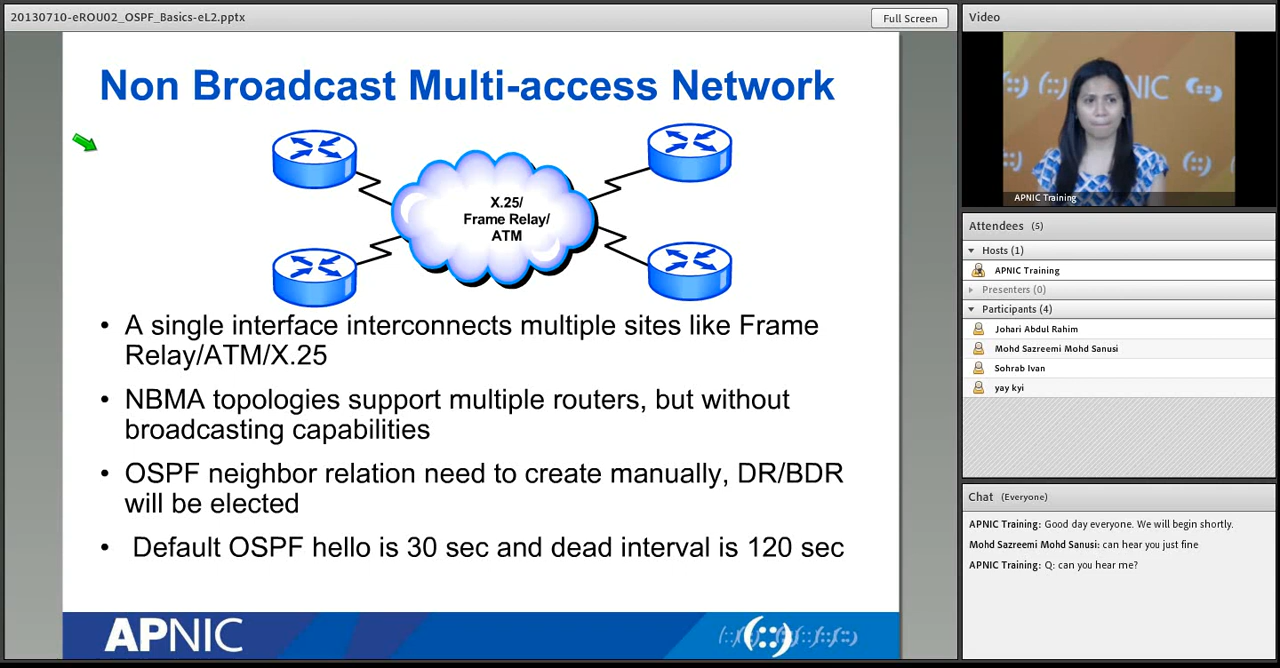 20130710-eROU02_OSPF_Basics-eL2.pptx
Full Screen
Non Broadcast Multi-access Network
X.25/
Frame Relay/
ATM
• A single interface interconnects multiple sites like Frame
Relay/ATM/X.25
• NBMA topologies support multiple routers, but without
broadcasting capabilities
• OSPF neighbor relation need to create manually, DR/BDR
will be elected
• Default OSPF hello is 30 sec and dead interval is 120 sec
APNIC
Video
NIC
APNIC Training
Attendees (5)
Hosts (1)
APNIC Training
Presenters (0)
Participants (4)
Johari Abdul Rahim
Mohd Sazreemi Mohd Sanusi
Sohrab Ivan
yay kyi
Chat (Everyone)
APNIC Training: Good day everyone. We will begin shortly.
Mohd Sazreemi Mohd Sanusi: can hear you just fine
APNIC Training: Q: can you hear me?